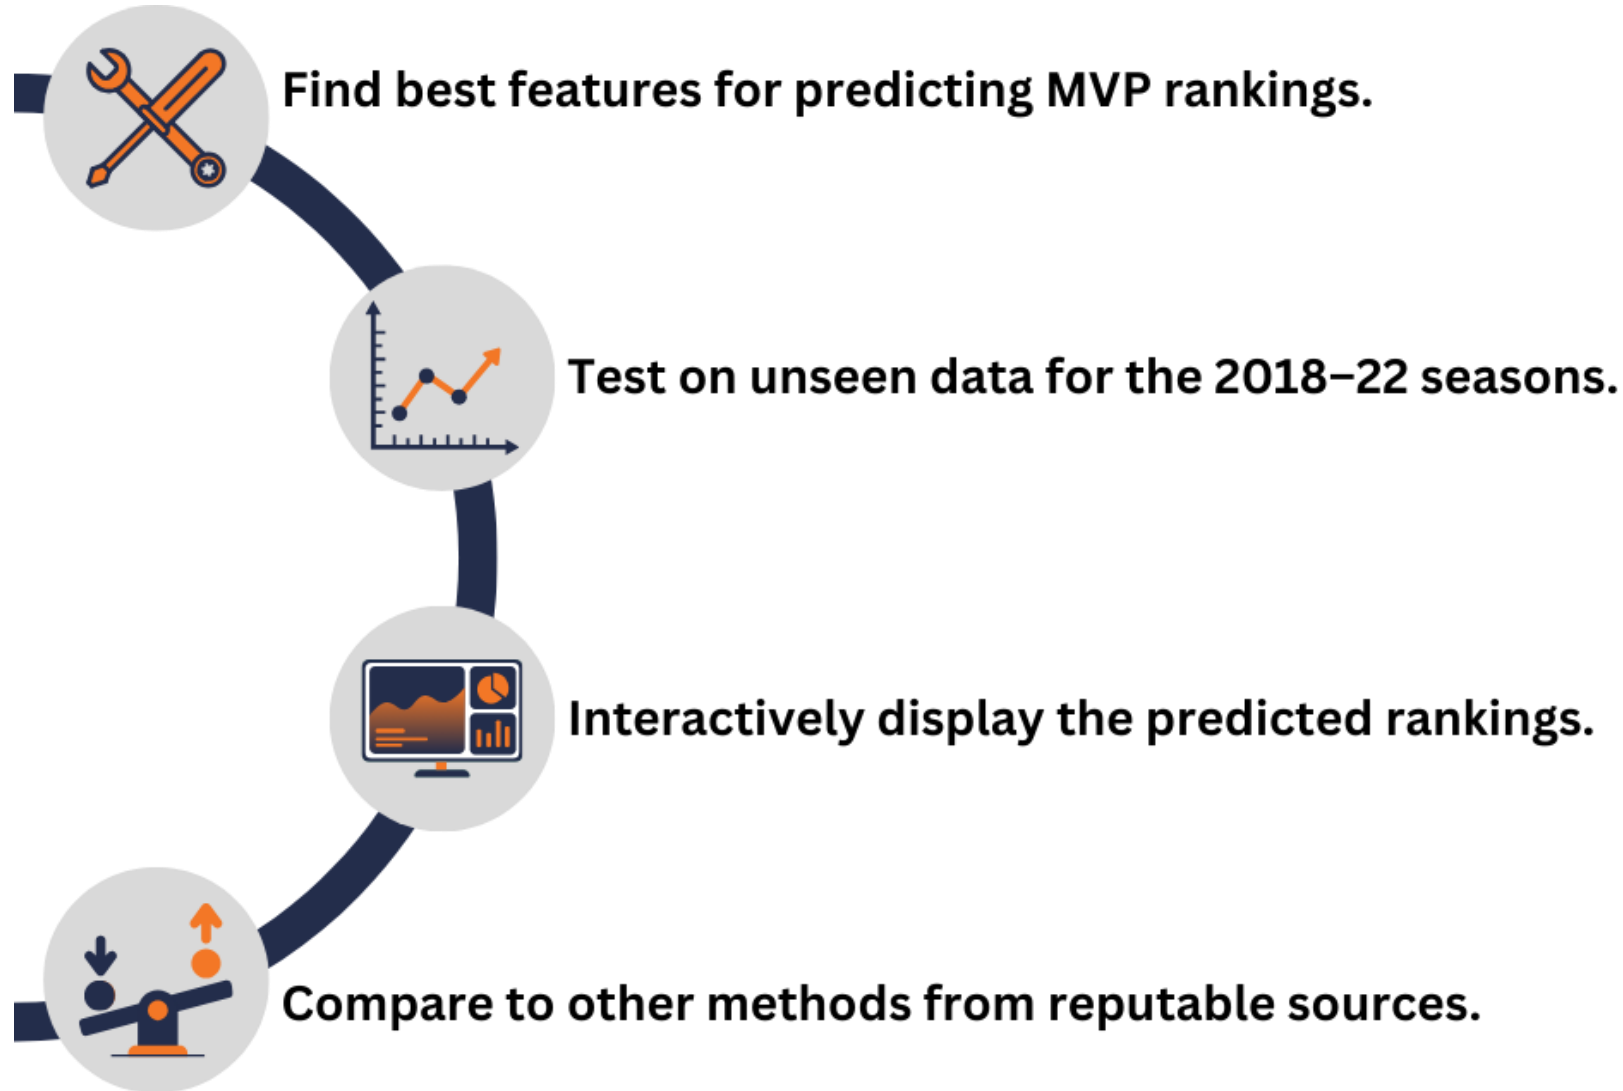 Find best features for predicting MVP rankings.
Test on unseen data for the 2018–22 seasons.
Interactively display the predicted rankings.
Compare to other methods from reputable sources.